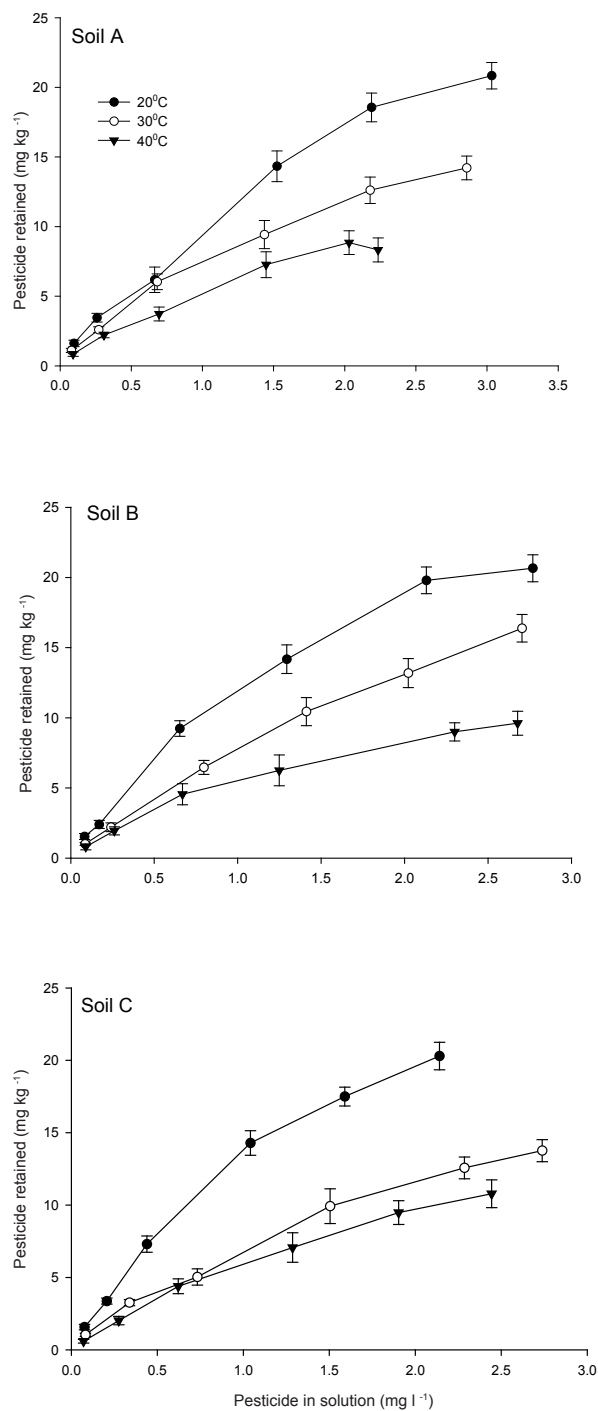 Soil A
20⁰C
30⁰C
40⁰C
Pesticide retained (mg kg ⁻¹)
25
20
15
10
5
0
0.0 0.5 1.0 1.5 2.0 2.5 3.0 3.5
Soil B
Pesticide retained (mg kg ⁻¹)
25
20
15
10
5
0
0.0 0.5 1.0 1.5 2.0 2.5 3.0
Soil C
Pesticide retained (mg kg ⁻¹)
25
20
15
10
5
0
0.0 0.5 1.0 1.5 2.0 2.5 3.0
Pesticide in solution (mg l ⁻¹)